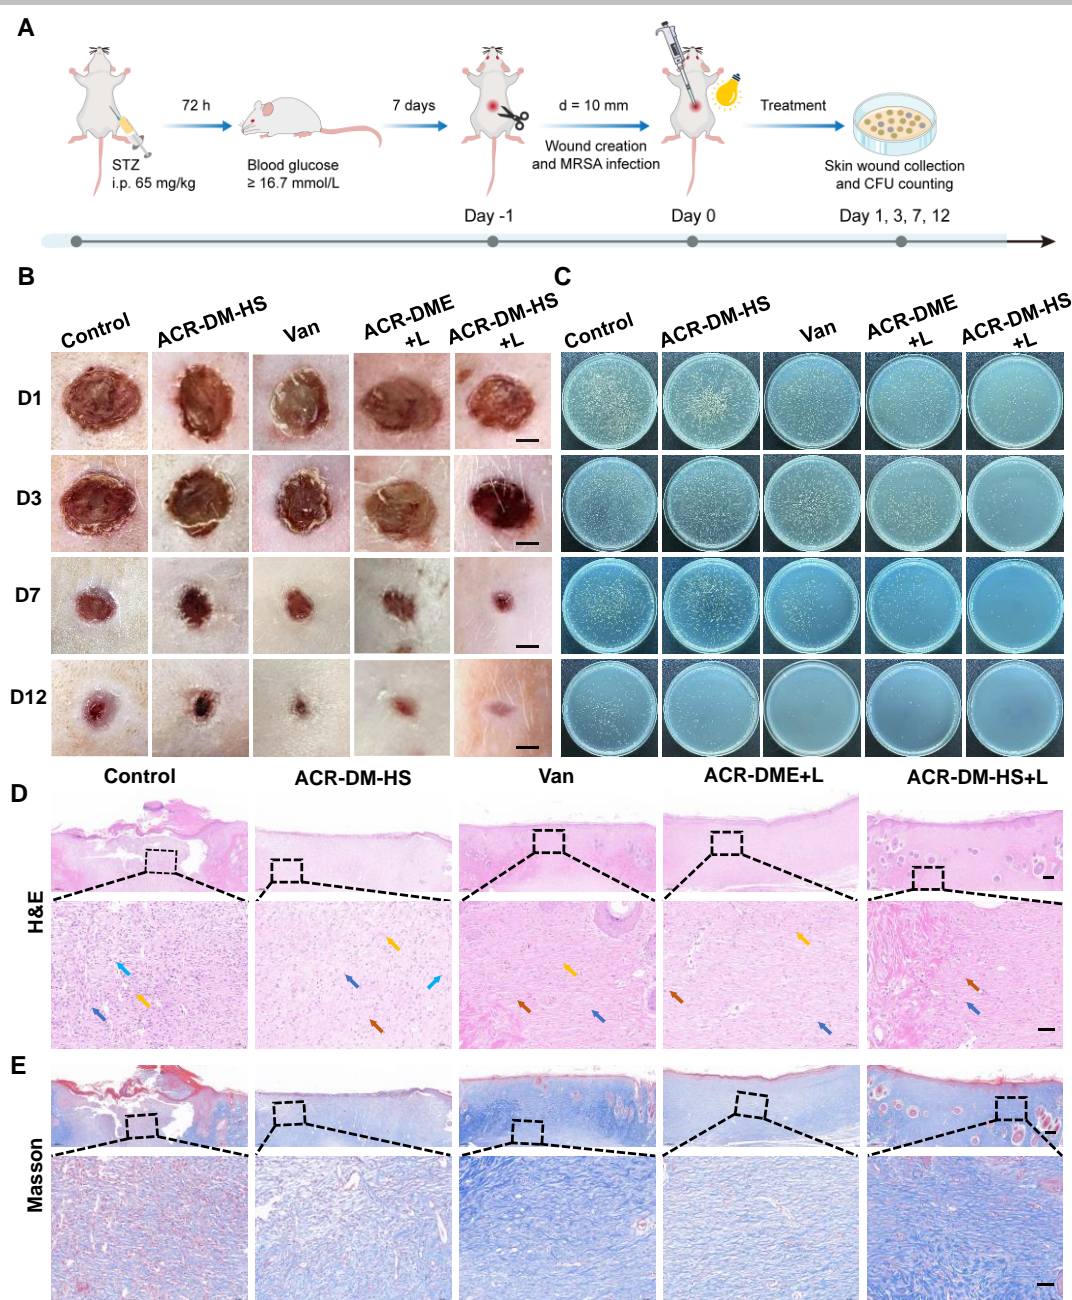 A
72 h
7 days
d = 10 mm
Treatment
STZ
i.p. 65 mg/kg
Blood glucose
≥ 16.7 mmol/L
Wound creation
and MRSA infection
Skin wound collection
and CFU counting
Day -1
Day 0
Day 1, 3, 7, 12
B
Control
ACR-DM-HS
Van
ACR-DME
+L
ACR-DM-HS
+L
D1
D3
D7
D12
C
Control
ACR-DM-HS
Van
ACR-DME
+L
ACR-DM-HS
+L
D
Control
ACR-DM-HS
Van
ACR-DME+L
ACR-DM-HS+L
H&E
E
Masson